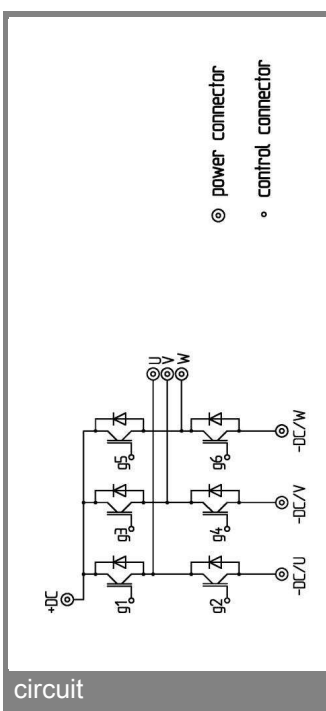 power connector
control connector
U
V
W
+DC
g1
g3
g5
g2
g4
g6
-DC/U
-DC/V
-DC/W
circuit